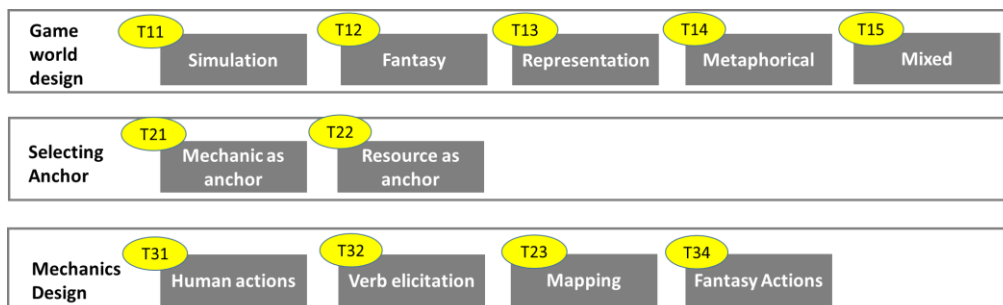 Game
world
design
T11
Simulation
T12
Fantasy
T13
Representation
T14
Metaphorical
T15
Mixed
Selecting
Anchor
T21
Mechanic as
anchor
T22
Resource as
anchor
Mechanics
Design
T31
Human actions
T32
Verb elicitation
T23
Mapping
T34
Fantasy Actions